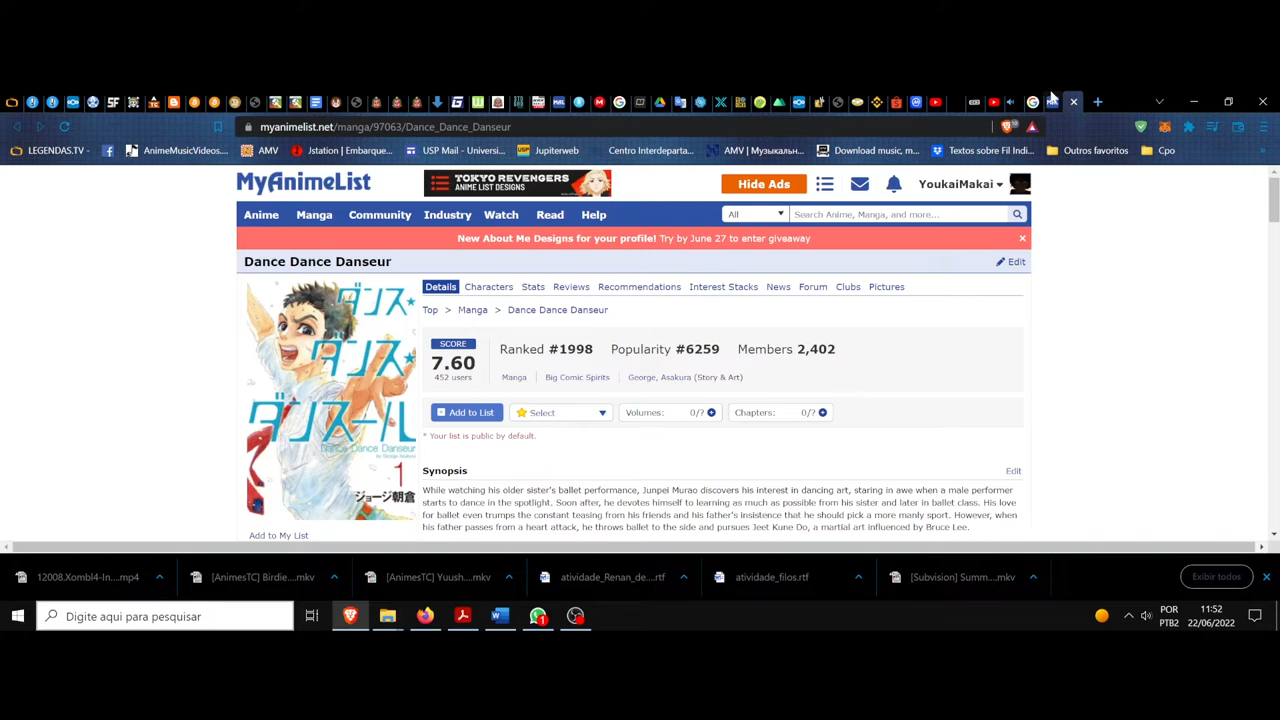 myanimelist.net/manga/97063/Dance_Dance_Danseur
LEGENDAS.TV
AnimeMusicVideos...
AMV
Jstation | Embarque...
USP Mail - Universi...
Jupiterweb
Centro Interdeparta...
AMV | Музыкальн...
Download music, m...
Textos sobre Fil Indi...
Outros favoritos
Cpo
MyAnimeList
TOKYO REVENGERS
ANIME LIST DESIGNS
Hide Ads
YoukaiMakai
Anime Manga Community Industry Watch Read Help
All
Search Anime, Manga, and more...
New About Me Designs for your profile! Try by June 27 to enter giveaway
Dance Dance Danseur
Edit
Details Characters Stats Reviews Recommendations Interest Stacks News Forum Clubs Pictures
Top > Manga > Dance Dance Danseur
SCORE
7.60
452 users
Ranked #1998 Popularity #6259 Members 2,402
Manga Big Comic Spirits George, Asakura (Story & Art)
Add to List
Select
Volumes: 0/?
Chapters: 0/?
* Your list is public by default.
Synopsis
Edit
While watching his older sister's ballet performance, Junpei Murao discovers his interest in dancing art, staring in awe when a male performer
starts to dance in the spotlight. Soon after, he devotes himself to learning as much as possible from his sister and later in ballet class. His love
for ballet even trumps the constant teasing from his friends and his father's insistence that he should pick a more manly sport. However, when
his father passes from a heart attack, he throws ballet to the side and pursues Jeet Kune Do, a martial art influenced by Bruce Lee.
ダンス
ダンス
ダンスール
Dance Dance Danseur
by George Asakura
1
ジョージ朝倉
Add to My List
12008.Xombl4-In....mp4
[AnimesTC] Birdie....mkv
[AnimesTC] Yuush....mkv
atividade_Renan_de....rtf
atividade_filos.rtf
[Subvision] Summ....mkv
Exibir todos
Digite aqui para pesquisar
1
POR
PTB2
11:52
22/06/2022